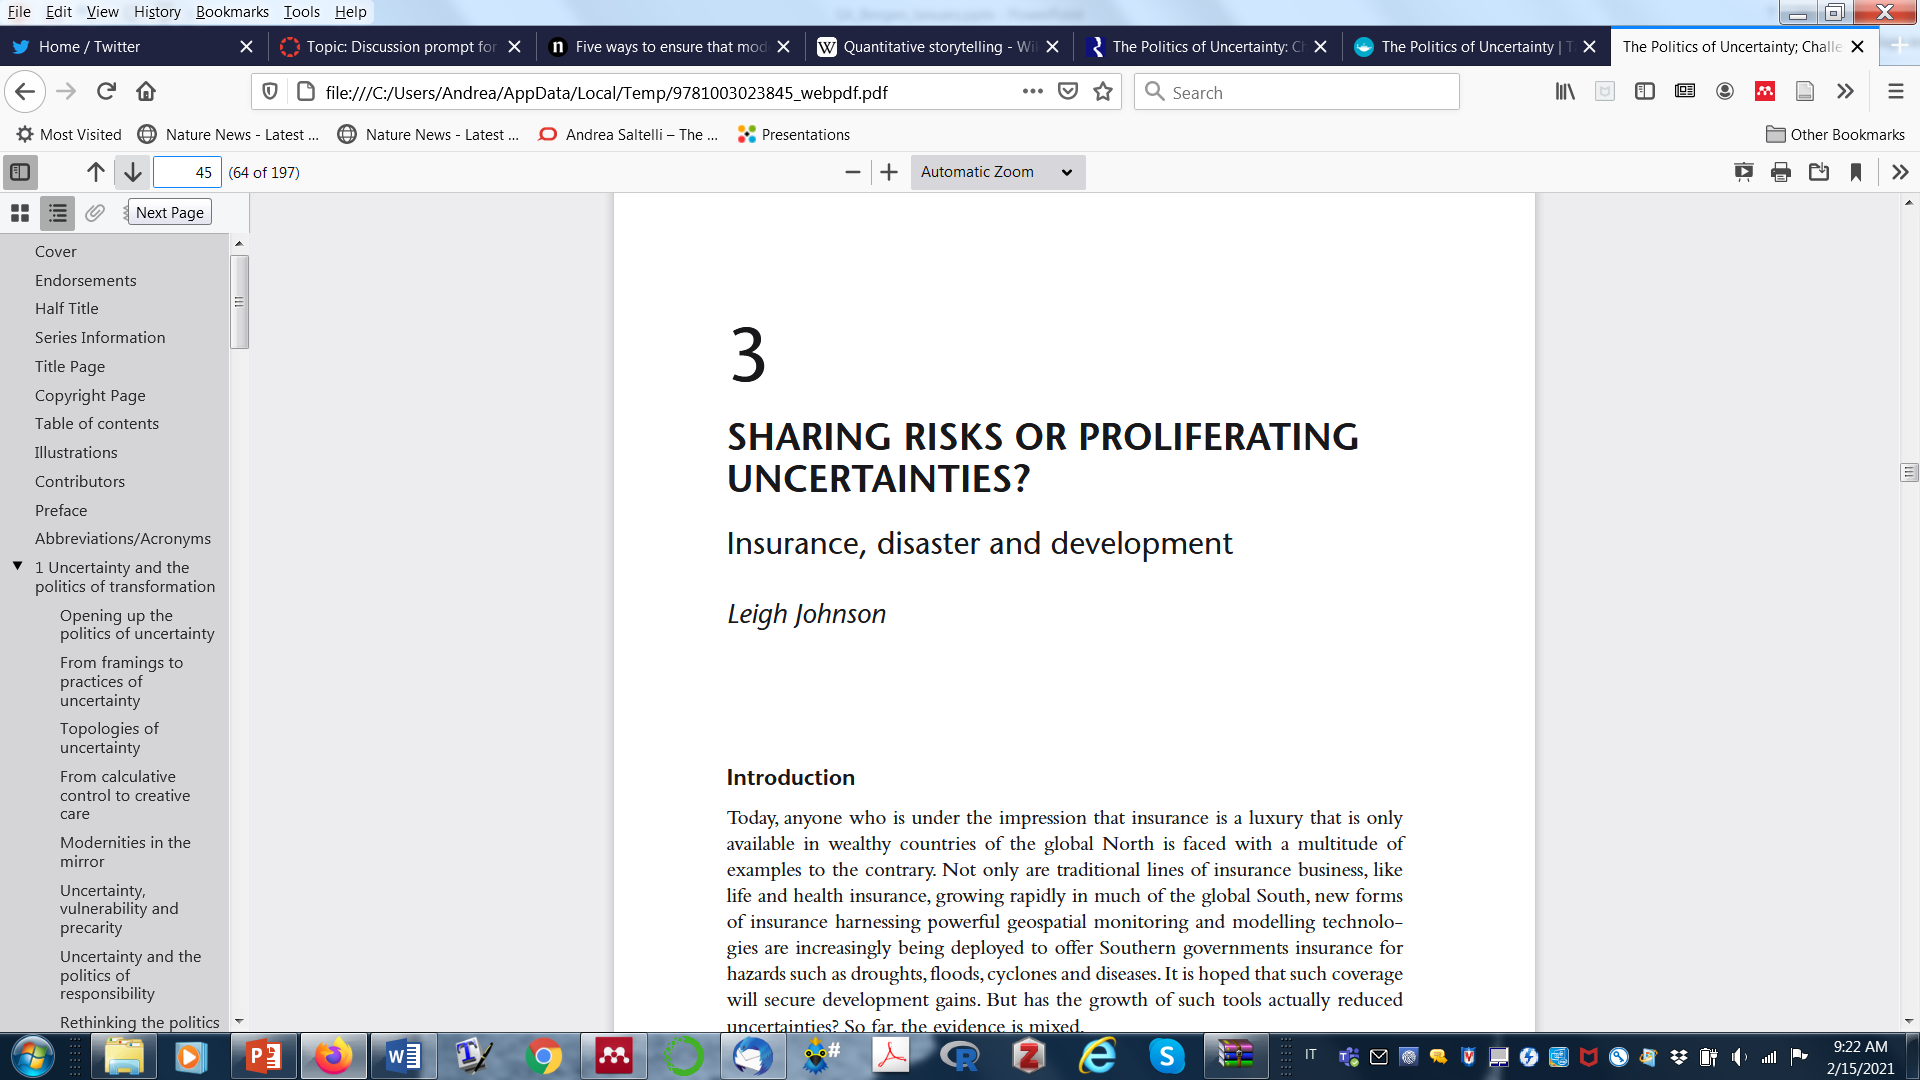 File Edit View History Bookmarks Tools Help
Home / Twitter
Topic: Discussion prompt for
Five ways to ensure that mod
Quantitative storytelling - Wi
The Politics of Uncertainty: Ch
The Politics of Uncertainty | T
The Politics of Uncertainty; Challe
file:///C:/Users/Andrea/AppData/Local/Temp/9781003023845_webpdf.pdf
Search
Most Visited
Nature News - Latest ...
Nature News - Latest ...
Andrea Saltelli – The ...
Presentations
Other Bookmarks
45 (64 of 197)
Automatic Zoom
Next Page
Cover
Endorsements
Half Title
Series Information
Title Page
Copyright Page
Table of contents
Illustrations
Contributors
Preface
Abbreviations/Acronyms
1 Uncertainty and the
politics of transformation
Opening up the
politics of uncertainty
From framings to
practices of
uncertainty
Topologies of
uncertainty
From calculative
control to creative
care
Modernities in the
mirror
Uncertainty,
vulnerability and
precarity
Uncertainty and the
politics of
responsibility
Rethinking the politics
3
SHARING RISKS OR PROLIFERATING
UNCERTAINTIES?
Insurance, disaster and development
Leigh Johnson
Introduction
Today, anyone who is under the impression that insurance is a luxury that is only
available in wealthy countries of the global North is faced with a multitude of
examples to the contrary. Not only are traditional lines of insurance business, like
life and health insurance, growing rapidly in much of the global South, new forms
of insurance harnessing powerful geospatial monitoring and modelling technolo-
gies are increasingly being deployed to offer Southern governments insurance for
hazards such as droughts, floods, cyclones and diseases. It is hoped that such coverage
will secure development gains. But has the growth of such tools actually reduced
uncertainties? So far, the evidence is mixed.
IT
9:22 AM
2/15/2021